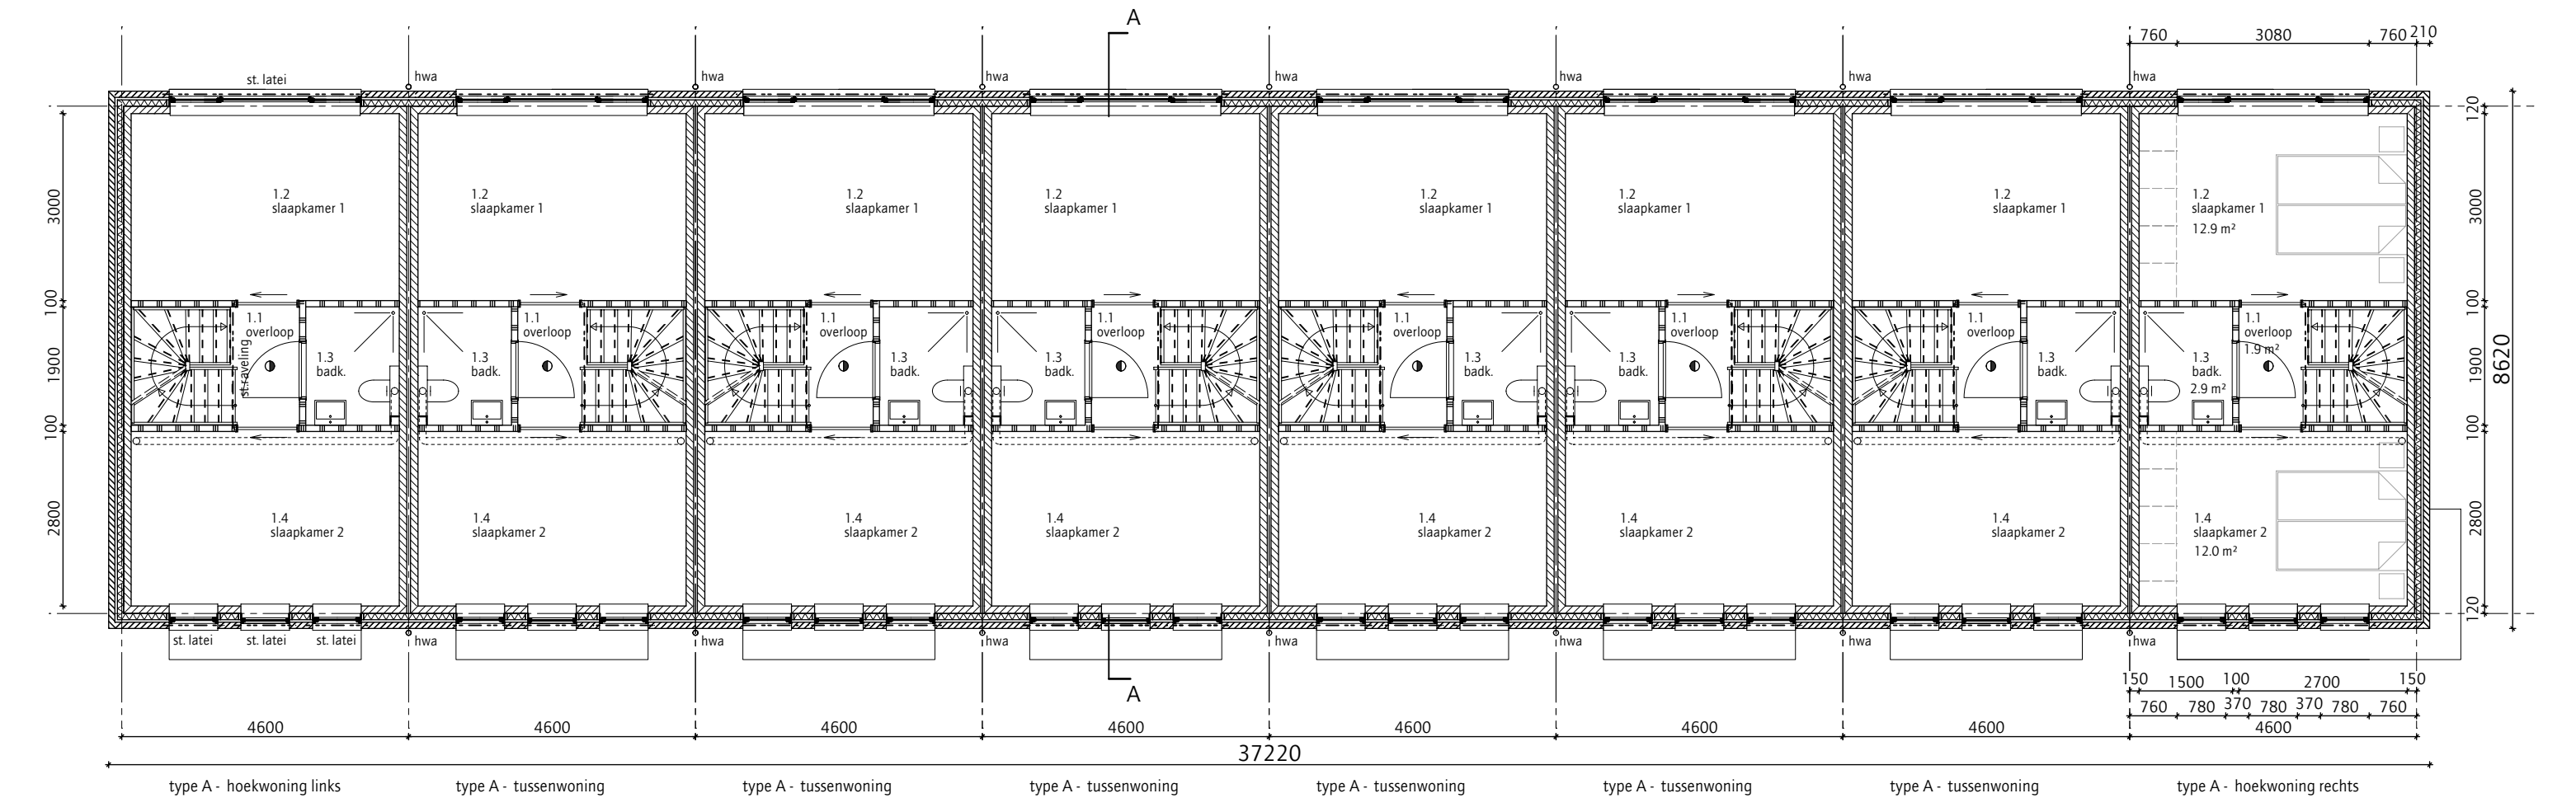 A
760 3080 760 210
st. latei hwa hwa hwa hwa hwa hwa hwa
120
120
3000
100
1900
100
2800
1.2
slaapkamer 1
1.2
slaapkamer 1
1.2
slaapkamer 1
1.2
slaapkamer 1
1.2
slaapkamer 1
1.2
slaapkamer 1
1.2
slaapkamer 1
1.2
slaapkamer 1
12.9 m²
3000
100
1900
100
2800
8620
1.1
overloop
st.raveling
1.3
badk.
1.1
overloop
1.3
badk.
1.1
overloop
1.3
badk.
1.1
overloop
1.3
badk.
1.1
overloop
1.3
badk.
1.1
overloop
1.3
badk.
1.1
overloop
1.3
badk.
1.1
overloop
1.9 m²
1.3
badk.
2.9 m²
1.4
slaapkamer 2
1.4
slaapkamer 2
1.4
slaapkamer 2
1.4
slaapkamer 2
1.4
slaapkamer 2
1.4
slaapkamer 2
1.4
slaapkamer 2
1.4
slaapkamer 2
12.0 m²
st. latei st. latei st. latei hwa hwa hwa hwa hwa hwa hwa
A
150 1500 100 2700 150
760 780 370 780 370 780 760
4600 4600 4600 4600 4600 4600 4600 4600
37220
type A - hoekwoning links type A - tussenwoning type A - tussenwoning type A - tussenwoning type A - tussenwoning type A - tussenwoning type A - tussenwoning type A - hoekwoning rechts